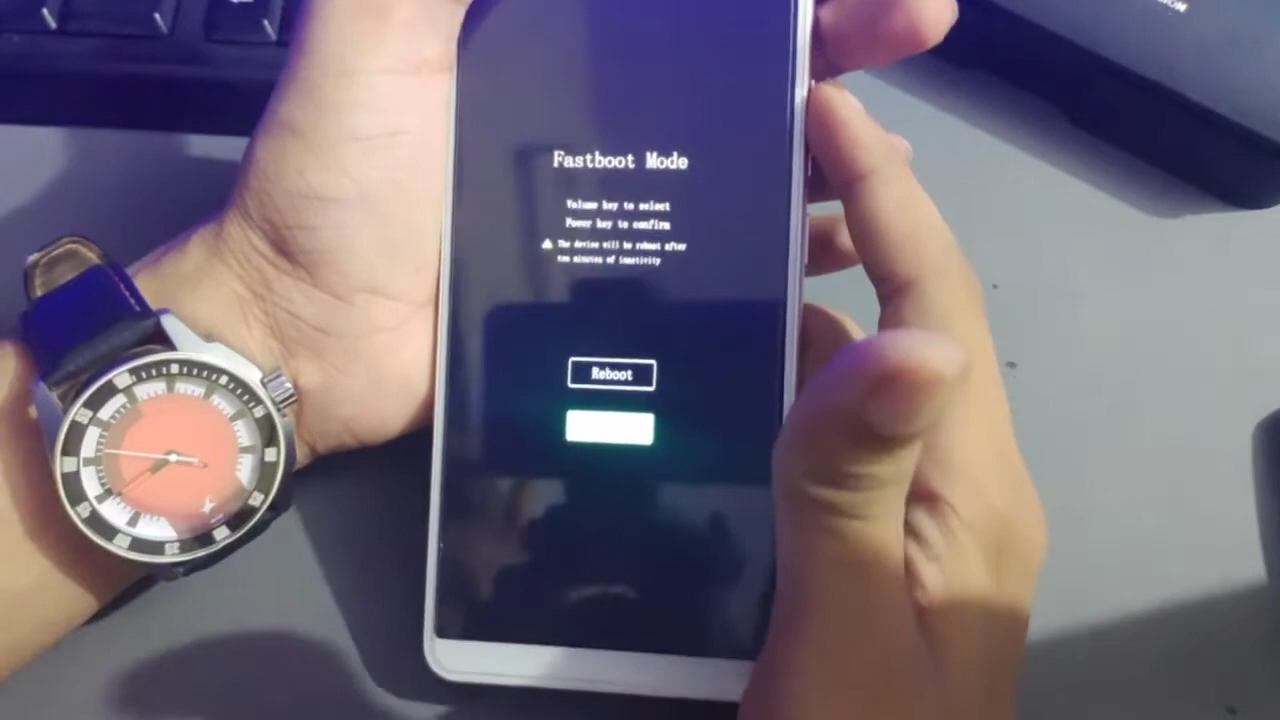 Fastboot Mode
Volume key to select
Power key to confirm
The device will be reboot after
ten minutes of inactivity
Reboot